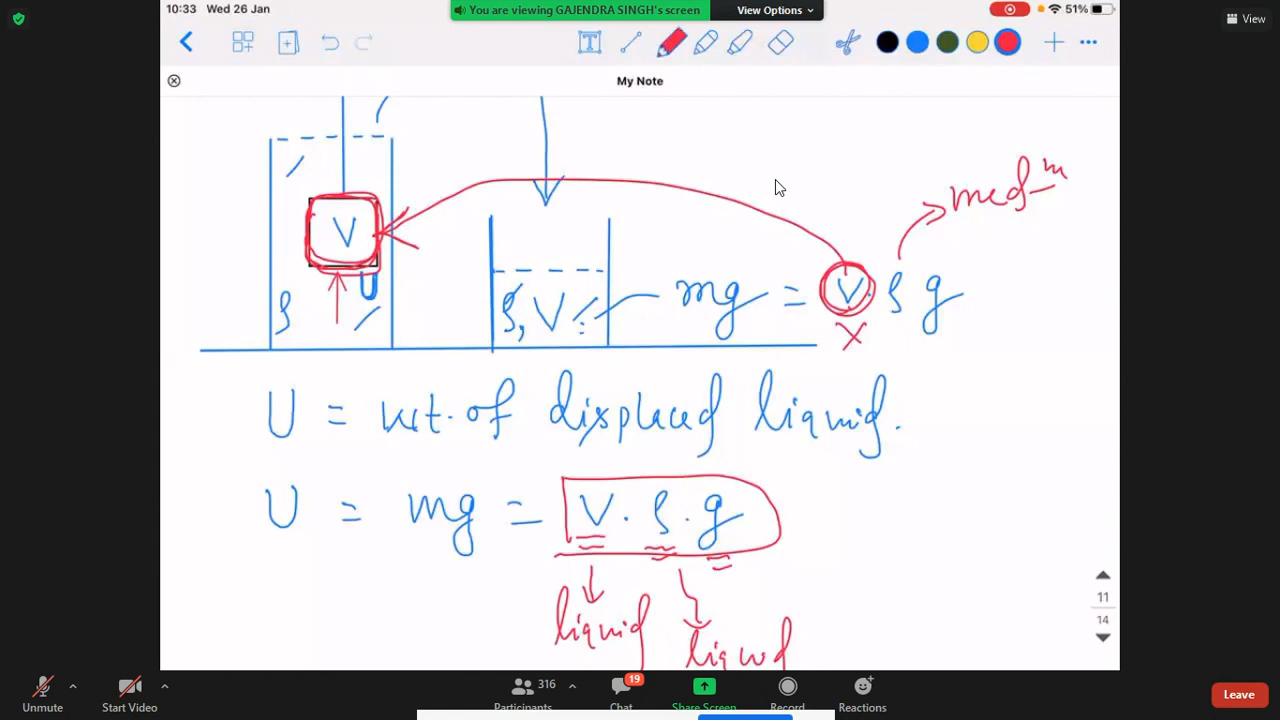 10:33 Wed 26 Jan
You are viewing GAJENDRA SINGH's screen
View Options
51%
View
My Note
V
U
ρ
ρ, V
mg = V. ρ g
med_m
X
U = wt. of displaced liquid.
U = mg = V. ρ. g
liquid
liquid
11
14
Unmute
Start Video
316
Participants
19
Chat
Share Screen
Record
Reactions
Leave